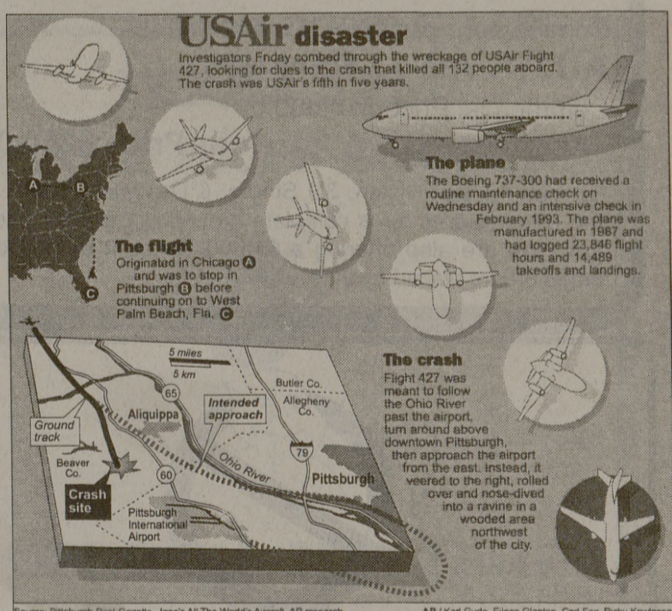 USAir disaster
Investigators Friday combed through the wreckage of USAir Flight
427, looking for clues to the crash that killed all 132 people aboard.
The crash was USAir's fifth in five years.
The plane
The Boeing 737-300 had received a
routine maintenance check on
Wednesday and an intensive check in
February 1993. The plane was
manufactured in 1987 and
had logged 23,846 flight
hours and 14,489
takeoffs and landings.
A
B
C
The flight
Originated in Chicago A
and was to stop in
Pittsburgh B before
continuing on to West
Palm Beach, Fla. C
The crash
Flight 427 was
meant to follow
the Ohio River
past the airport,
turn around above
downtown Pittsburgh,
then approach the airport
from the east. Instead, it
veered to the right, rolled
over and nose-dived
into a ravine in a
wooded area
northwest
of the city.
5 miles
5 km
65
Butler Co.
Allegheny
Co.
Intended
approach
Aliquippa
Ground
track
79
Ohio River
Pittsburgh
Beaver
Co.
60
Crash
site
Pittsburgh
International
Airport